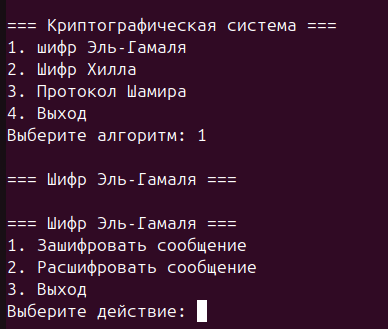 === Криптографическая система ===
1. шифр Эль-Гамаля
2. Шифр Хилла
3. Протокол Шамира
4. Выход
Выберите алгоритм: 1
=== Шифр Эль-Гамаля ===
=== Шифр Эль-Гамаля ===
1. Зашифровать сообщение
2. Расшифровать сообщение
3. Выход
Выберите действие: